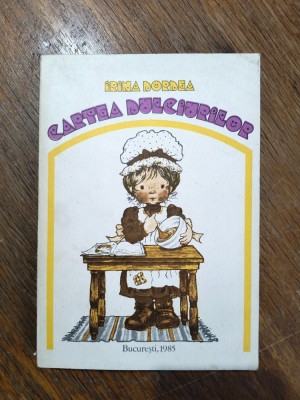 IRINA DORDEA
CARTEA DULCIURILOR
București, 1985